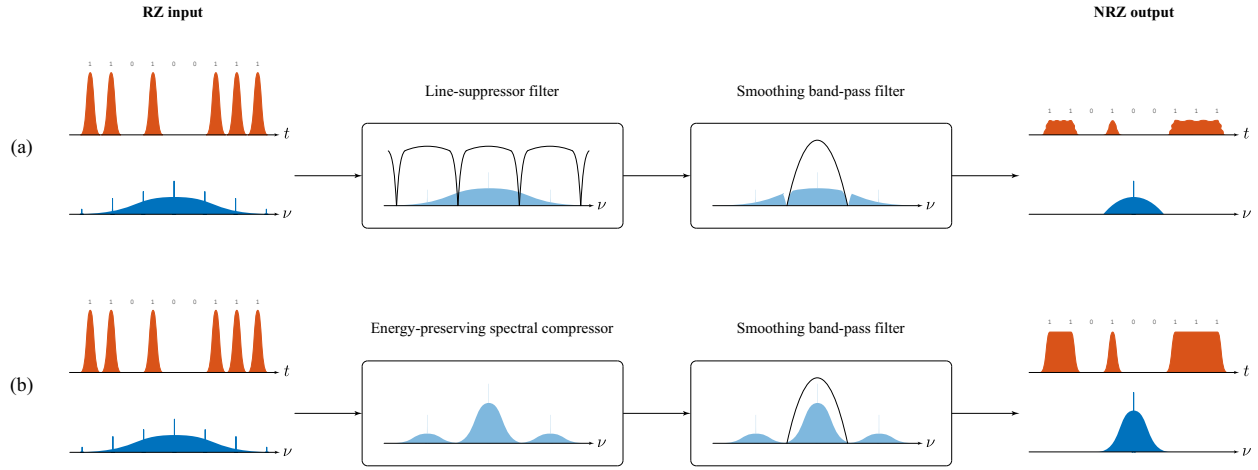 RZ input
NRZ output
1 1 0 1 0 0 1 1 1
t
ν
(a)
Line-suppressor filter
ν
Smoothing band-pass filter
ν
1 1 0 1 0 0 1 1 1
t
ν
1 1 0 1 0 0 1 1 1
t
ν
(b)
Energy-preserving spectral compressor
ν
Smoothing band-pass filter
ν
1 1 0 1 0 0 1 1 1
t
ν